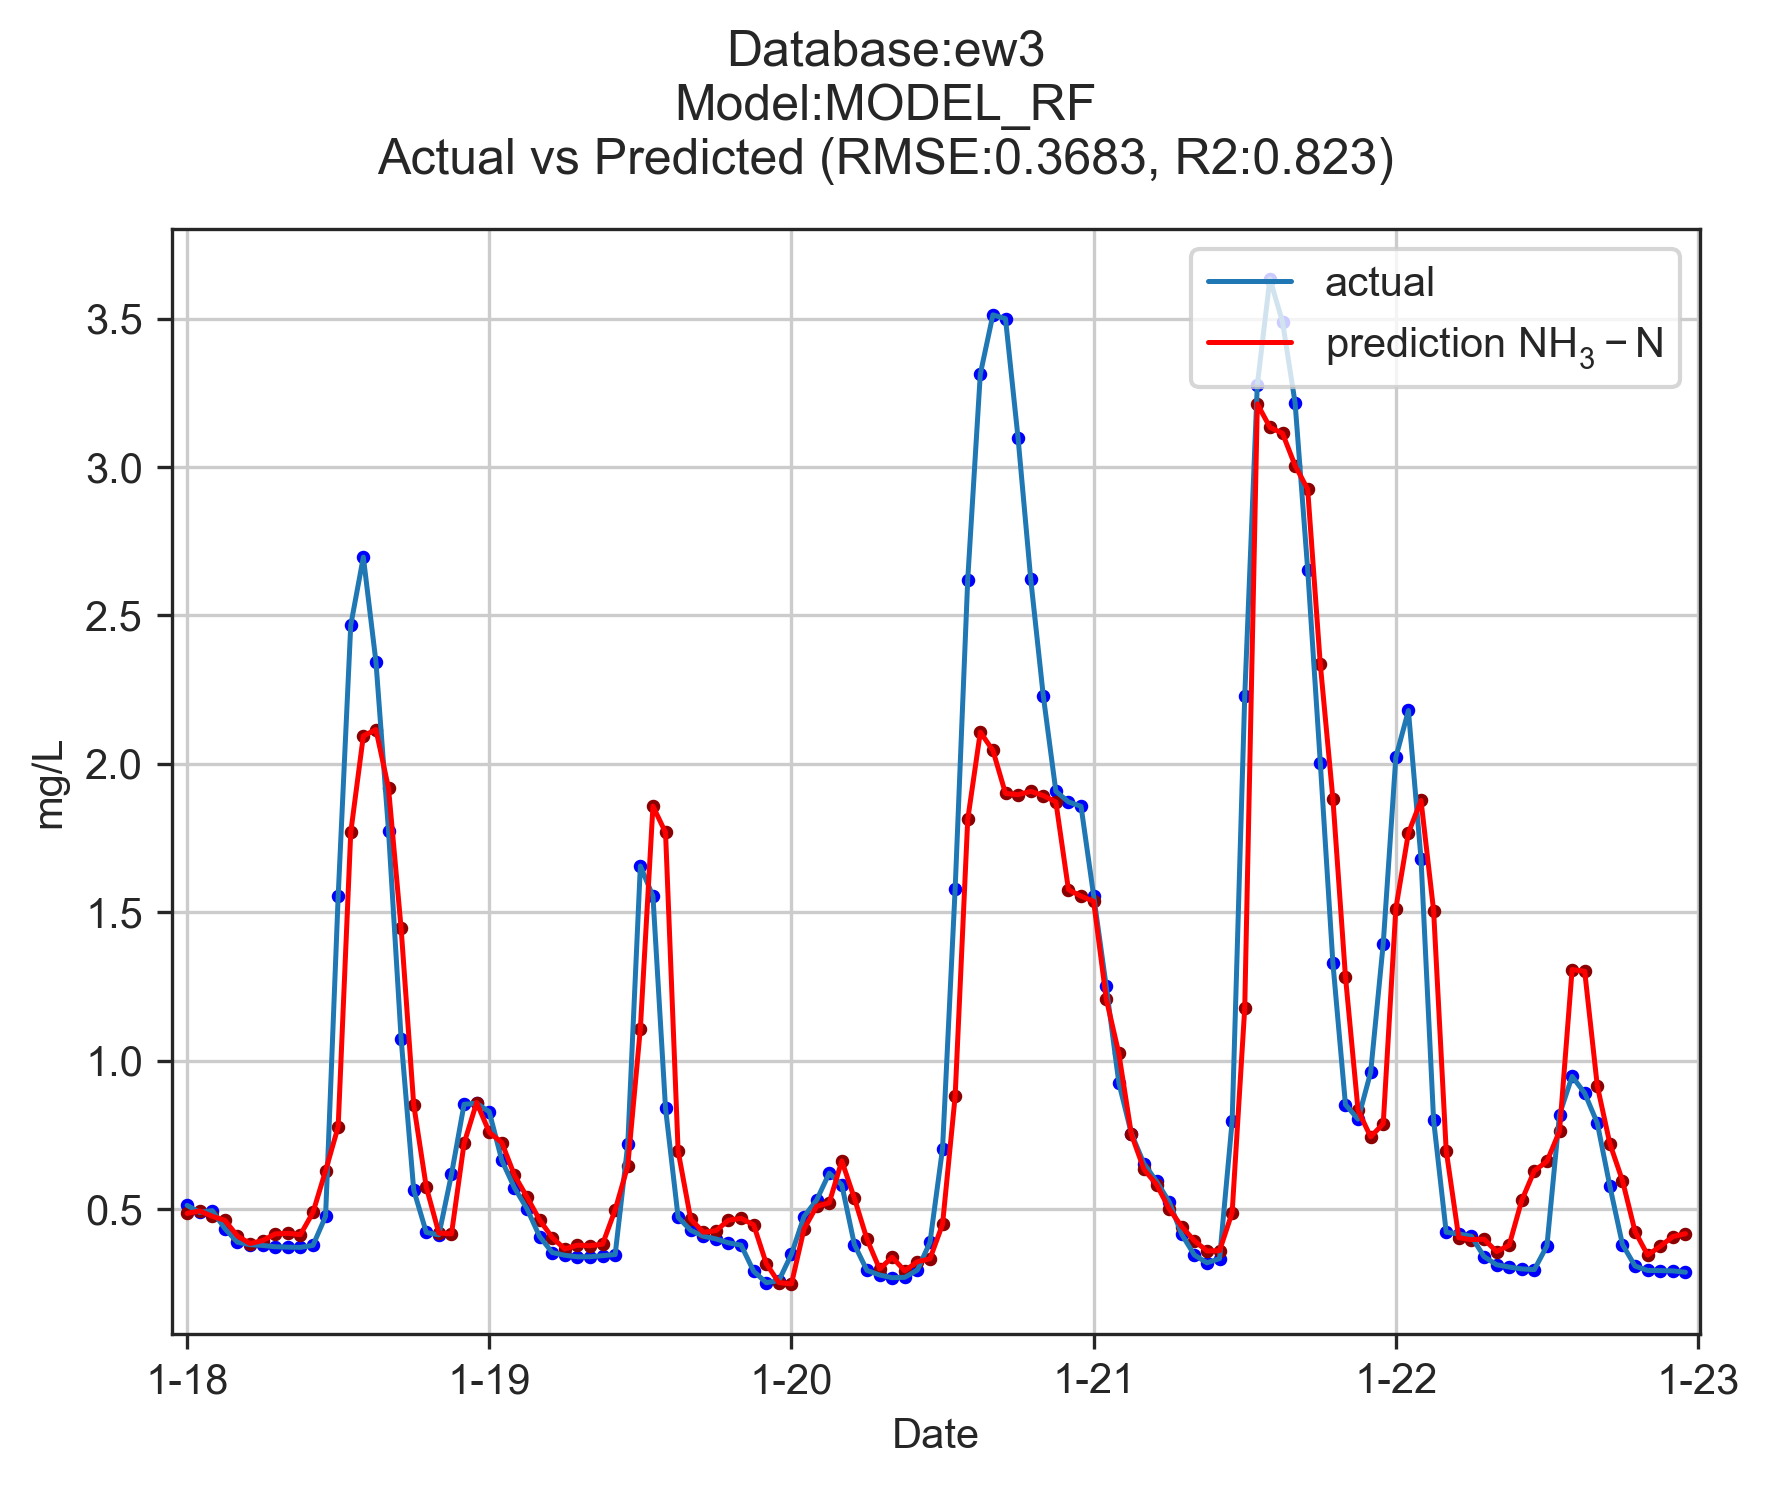 Database:ew3
Model:MODEL_RF
Actual vs Predicted (RMSE:0.3683, R2:0.823)
actual
prediction NH₃ − N
3.5
3.0
2.5
2.0
1.5
1.0
0.5
mg/L
1-18 1-19 1-20 1-21 1-22 1-23
Date